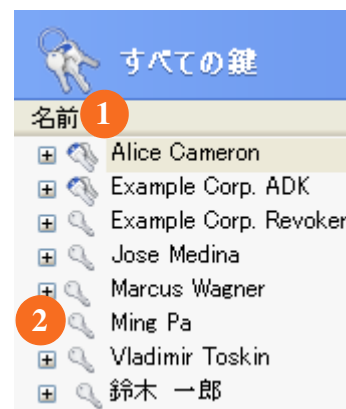 すべての鍵
名前 1
Alice Cameron
Example Corp. ADK
Example Corp. Revoker
Jose Medina
Marcus Wagner
2 Ming Pa
Vladimir Toskin
鈴木 一郎